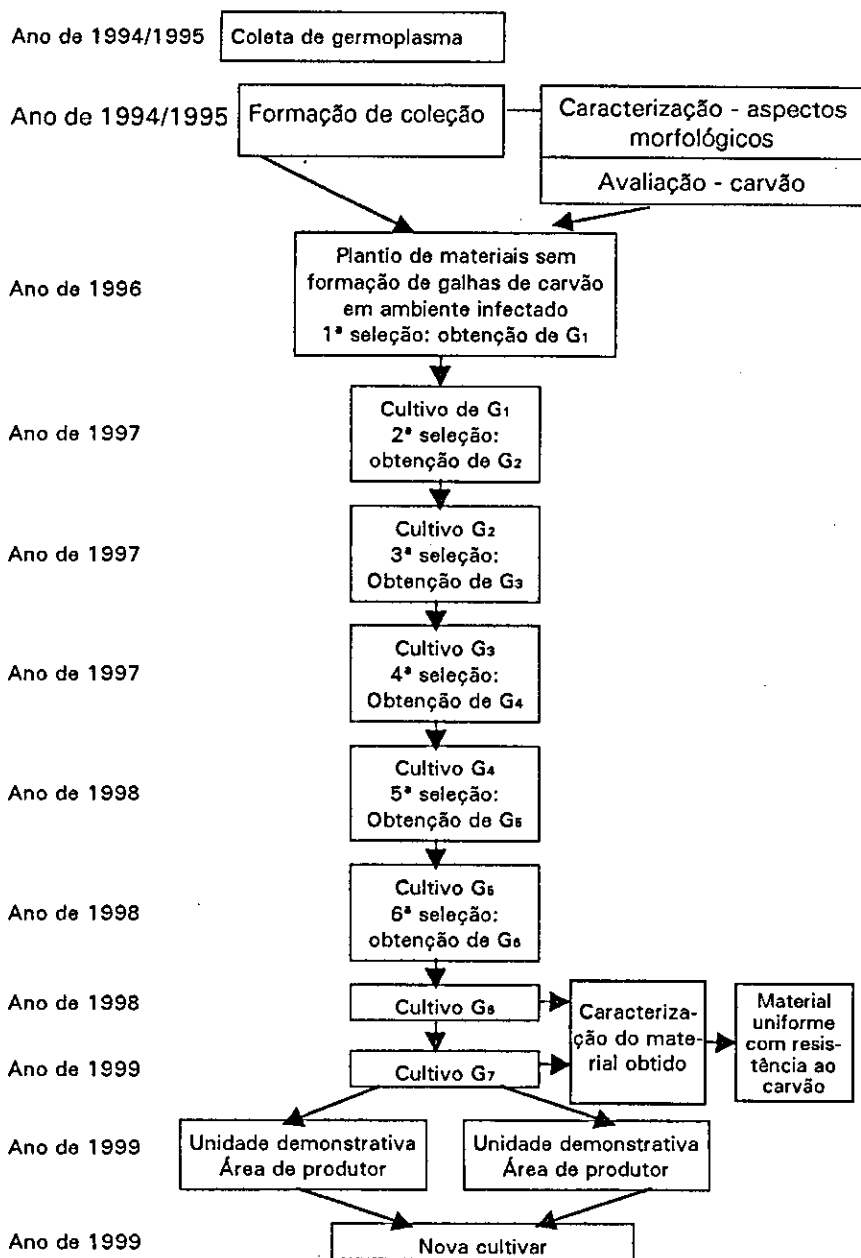 Ano de 1994/1995
Coleta de germoplasma
Ano de 1994/1995
Formação de coleção
Caracterização - aspectos
morfológicos
Avaliação - carvão
Ano de 1996
Plantio de materiais sem
formação de galhas de carvão
em ambiente infectado
1ª seleção: obtenção de G1
Ano de 1997
Cultivo de G1
2ª seleção:
obtenção de G2
Ano de 1997
Cultivo G2
3ª seleção:
Obtenção de G3
Ano de 1997
Cultivo G3
4ª seleção:
Obtenção de G4
Ano de 1998
Cultivo G4
5ª seleção:
Obtenção de G5
Ano de 1998
Cultivo G5
6ª seleção:
obtenção de G6
Ano de 1998
Cultivo G6
Caracteriza-
ção do mate-
rial obtido
Material
uniforme
com resis-
tência ao
carvão
Ano de 1999
Cultivo G7
Ano de 1999
Unidade demonstrativa
Área de produtor
Unidade demonstrativa
Área de produtor
Ano de 1999
Nova cultivar